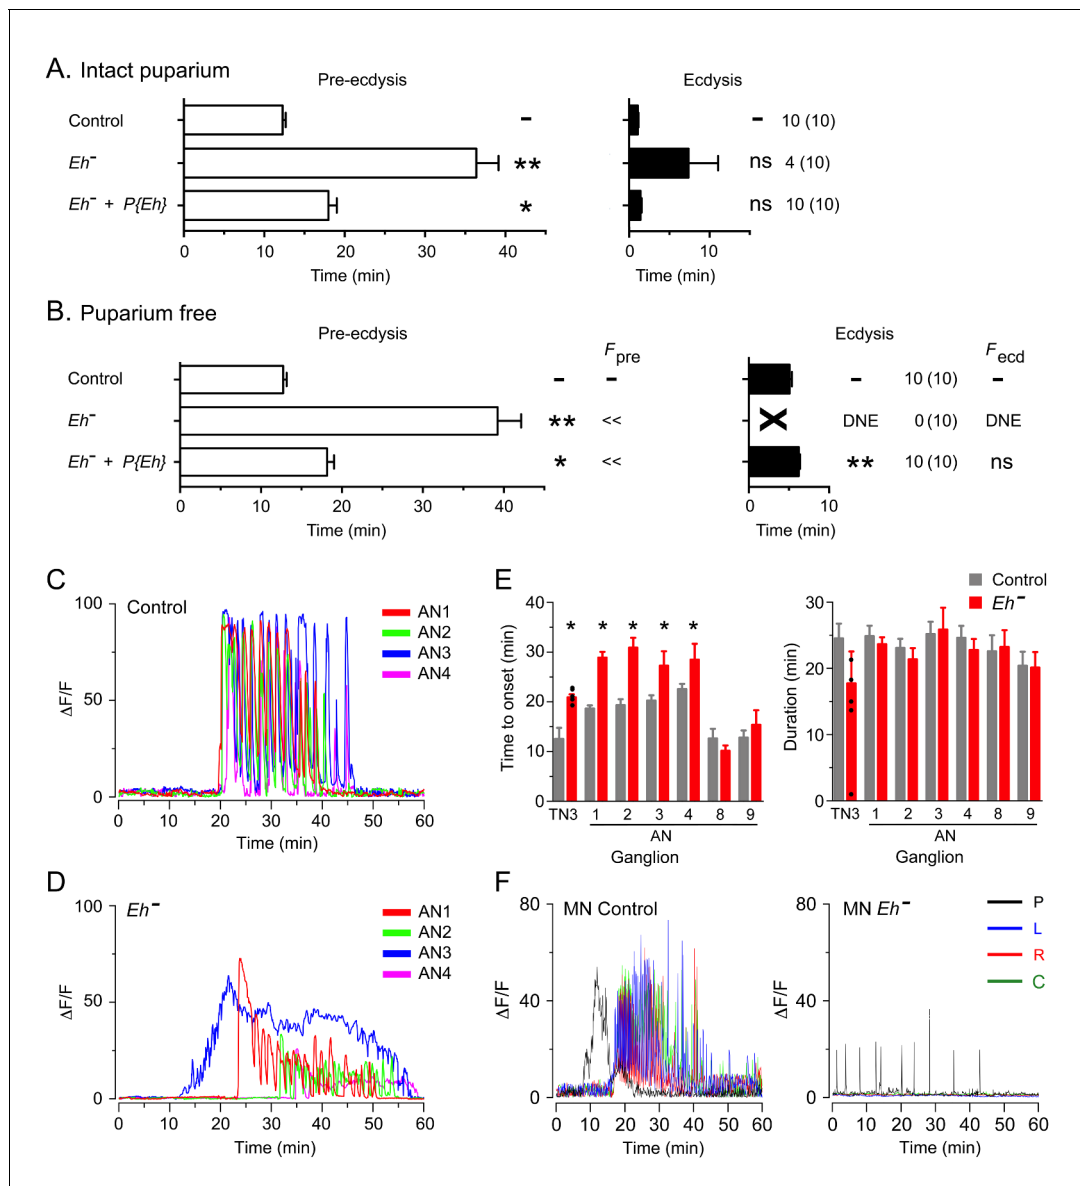 A. Intact puparium
Pre-ecdysis
Ecdysis
Control
-
- 10 (10)
Eh⁻
**
ns 4 (10)
Eh⁻ + P{Eh}
*
ns 10 (10)
0 10 20 30 40
0 10
Time (min)
Time (min)
B. Puparium free
Pre-ecdysis
Ecdysis
Fpre
Fecd
Control
- -
- 10 (10) -
Eh⁻
** <<
X DNE 0 (10) DNE
Eh⁻ + P{Eh}
* <<
** 10 (10) ns
0 10 20 30 40
0 10
Time (min)
Time (min)
C
Control
AN1
AN2
AN3
AN4
100
50
0
ΔF/F
0 10 20 30 40 50 60
Time (min)
E
Control
Eh⁻
40
30
20
10
0
Time to onset (min)
* * * * *
TN3 1 2 3 4 8 9
AN
Ganglion
30
20
10
0
Duration (min)
TN3 1 2 3 4 8 9
AN
Ganglion
D
Eh⁻
AN1
AN2
AN3
AN4
100
50
0
ΔF/F
0 10 20 30 40 50 60
Time (min)
F
MN Control
80
40
0
ΔF/F
0 10 20 30 40 50 60
Time (min)
MN Eh⁻
P
L
R
C
80
40
0
ΔF/F
0 10 20 30 40 50 60
Time (min)